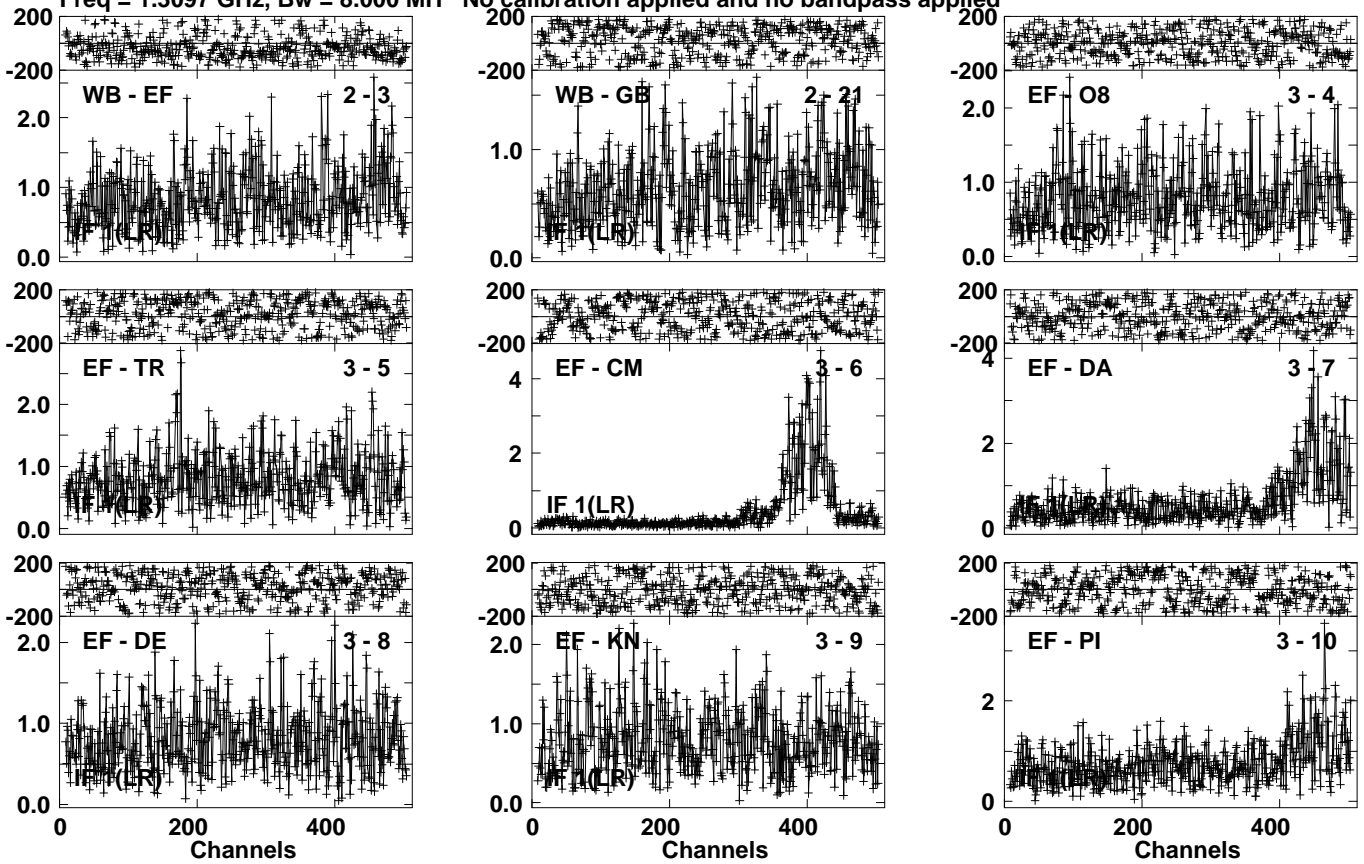 Freq = 1.3097 GHz, Bw = 8.000 MH No calibration applied and no bandpass applied
200
-200
WB - EF 2 - 3
2.0
1.0
IF 1(LR)
0.0
WB - GB 2 - 21
1.0
IF 1(LR)
0.0
200
-200
EF - O8 3 - 4
2.0
1.0
IF 1(LR)
0.0
200
-200
EF - TR 3 - 5
2.0
1.0
IF 1(LR)
0.0
200
-200
EF - CM 3 - 6
4
2
IF 1(LR)
0
200
-200
EF - DA 3 - 7
4
2
IF 1(LR)
0
200
-200
EF - DE 3 - 8
2.0
1.0
IF 1(LR)
0.0
0 200 400
Channels
200
-200
EF - KN 3 - 9
2.0
1.0
IF 1(LR)
0.0
0 200 400
Channels
200
-200
EF - PI 3 - 10
2
IF 1(LR)
0
0 200 400
Channels